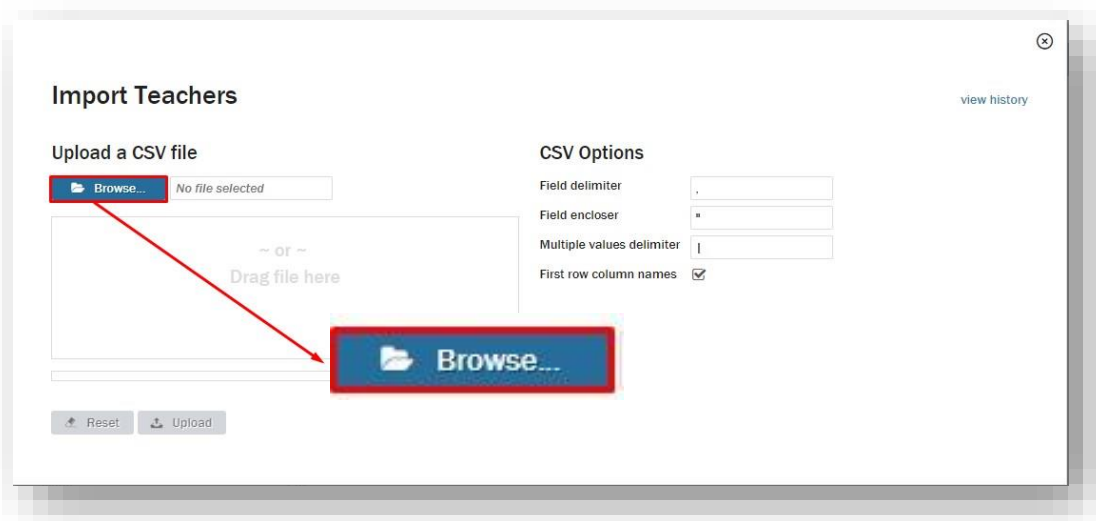 Import Teachers
view history
Upload a CSV file
Browse...
No file selected
~ or ~
Drag file here
Browse...
Reset
Upload
CSV Options
Field delimiter ,
Field encloser "
Multiple values delimiter |
First row column names